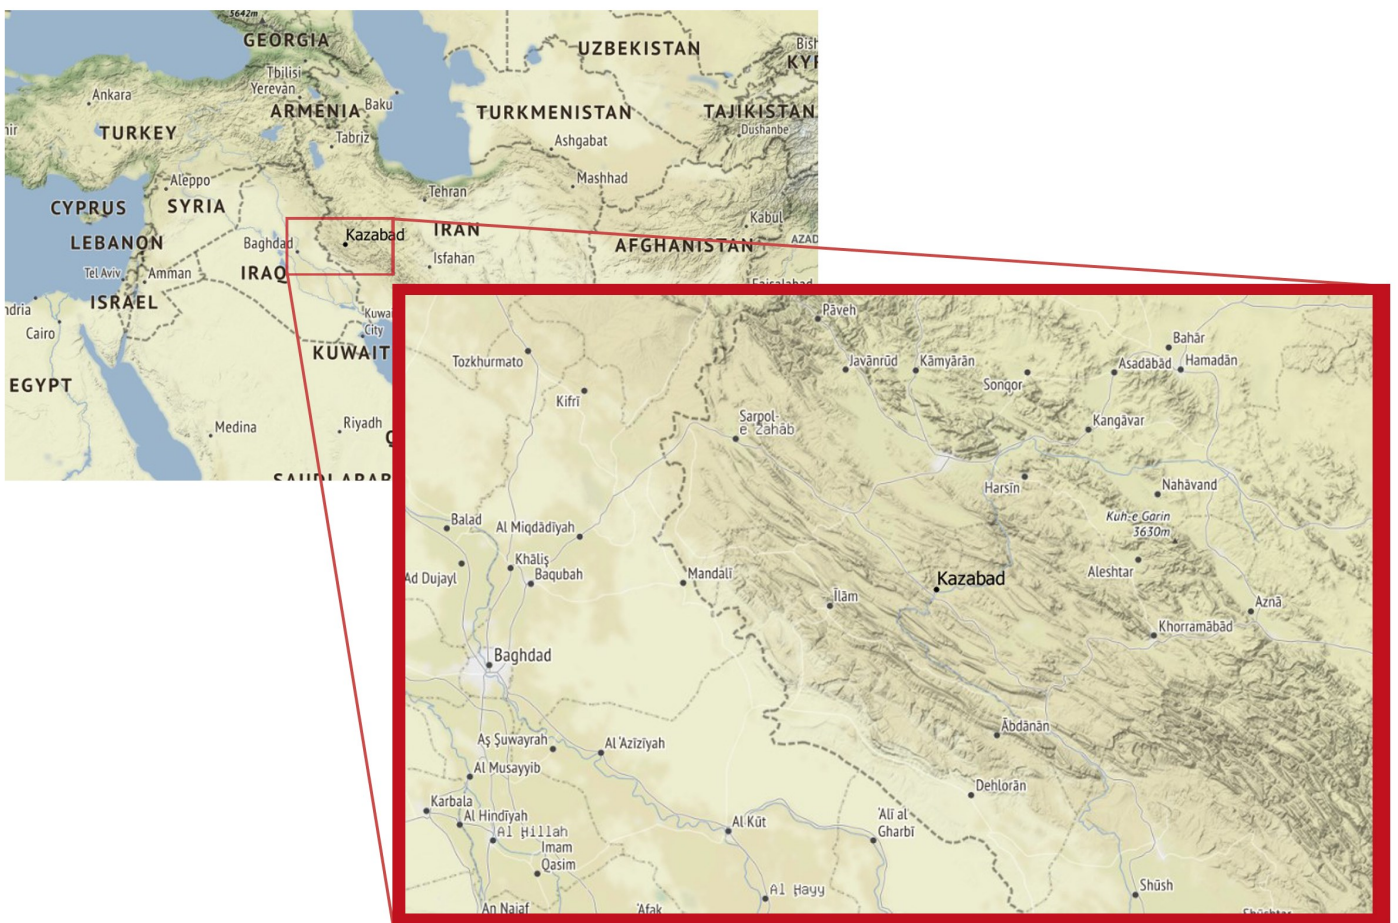 5642m
GEORGIA
UZBEKISTAN
Tbilisi
Yerevan
Ankara
ARMENIA
Baku
TURKMENISTAN
TAJIKISTAN
TURKEY
Tabriz
Ashgabat
Dushanbe
Aleppo
Tehran
Mashhad
CYPRUS
SYRIA
Kabul
LEBANON
Baghdad
Kazabad
IRAN
AFGHANISTAN
AZAD
Tel Aviv
Amman
IRAQ
Isfahan
ISRAEL
Cairo
City
KUWAIT
EGYPT
Medina
Riyadh
Pāveh
Tozkhurmato
Javānrūd
Kāmyārān
Bahār
Asadābād
Hamadān
Songor
Kifrī
Sarpol-
e Zahāb
Kangāvar
Harsīn
Nahāvand
Balad
Al Miqdādīyah
Kuh-e Garin
3630m
Khāliş
Baqubah
Ad Dujayl
Mandalī
Īlām
Kazabad
Aleshtar
Aznā
Khorramābād
Baghdad
Aş Şuwayrah
Al 'Azīzīyah
Ābdānān
Al Musayyib
Dehlorān
Karbala
Al Hindīyah
Al Ḩillah
Imam
Qasim
Al Kūt
'Alī al
Gharbī
Al Ḩayy
Shūsh
An Najaf
'Afak